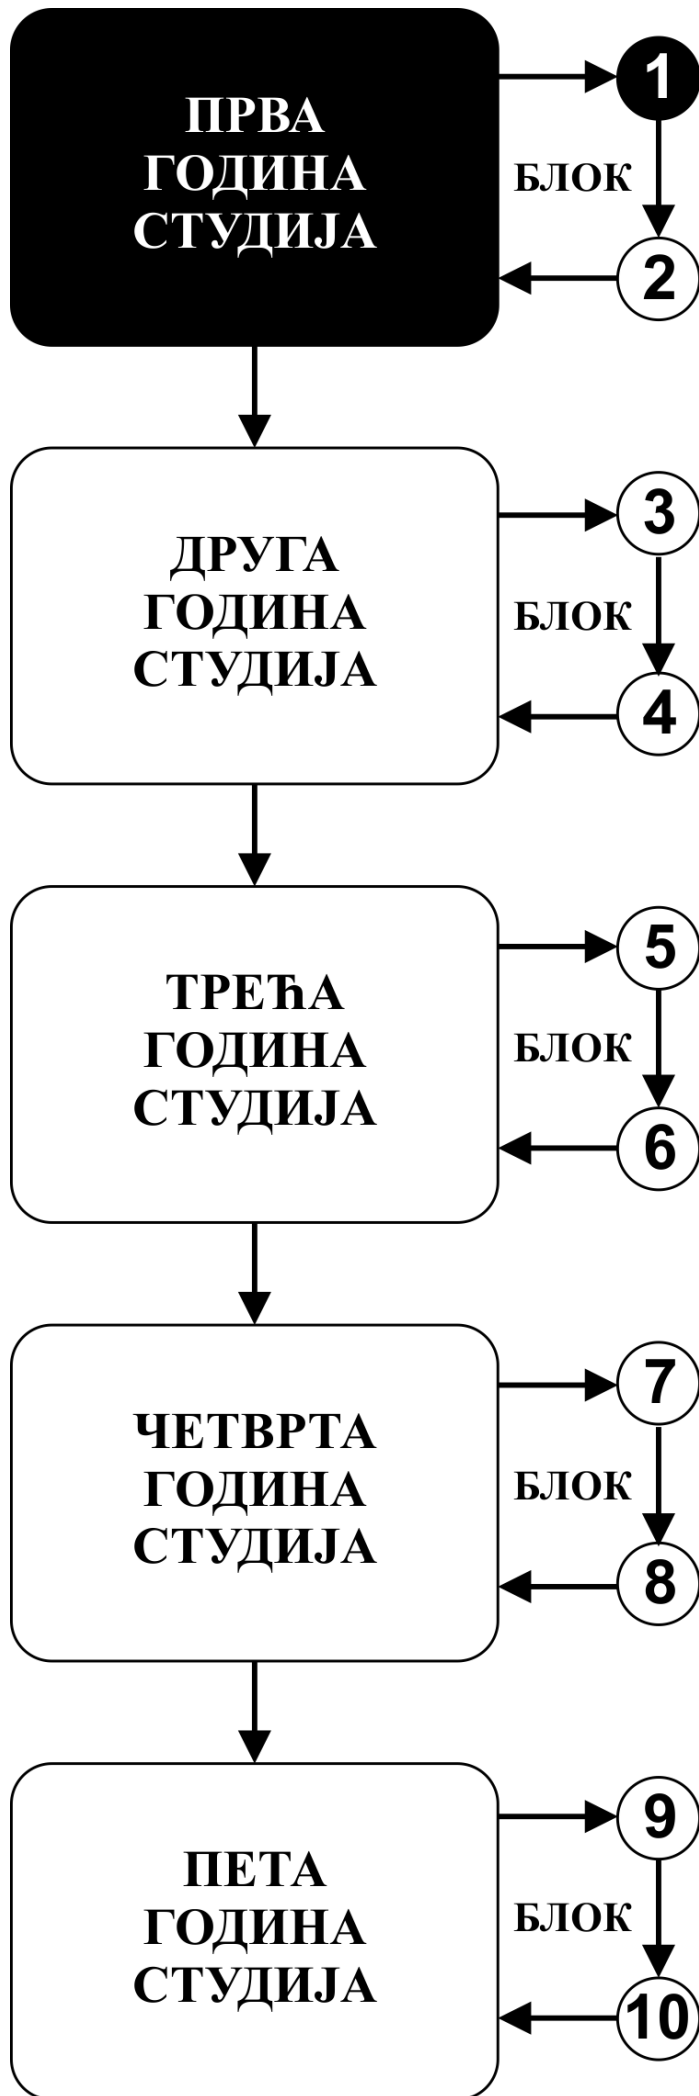 ПРВА
ГОДИНА
СТУДИЈА
1
БЛОК
2
ДРУГА
ГОДИНА
СТУДИЈА
3
БЛОК
4
ТРЕЋА
ГОДИНА
СТУДИЈА
5
БЛОК
6
ЧЕТВРТА
ГОДИНА
СТУДИЈА
7
БЛОК
8
ПЕТА
ГОДИНА
СТУДИЈА
9
БЛОК
10